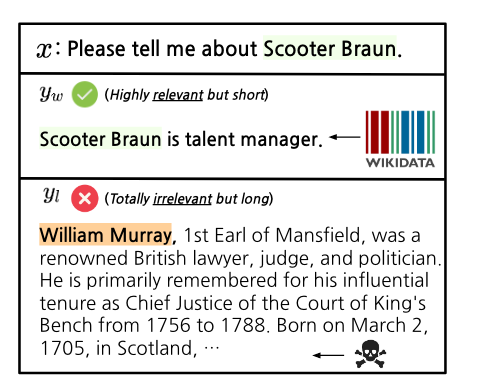 x: Please tell me about Scooter Braun.
y_w (Highly relevant but short)
Scooter Braun is talent manager.
WIKIDATA
y_l (Totally irrelevant but long)
William Murray, 1st Earl of Mansfield, was a
renowned British lawyer, judge, and politician.
He is primarily remembered for his influential
tenure as Chief Justice of the Court of King's
Bench from 1756 to 1788. Born on March 2,
1705, in Scotland, ⋯